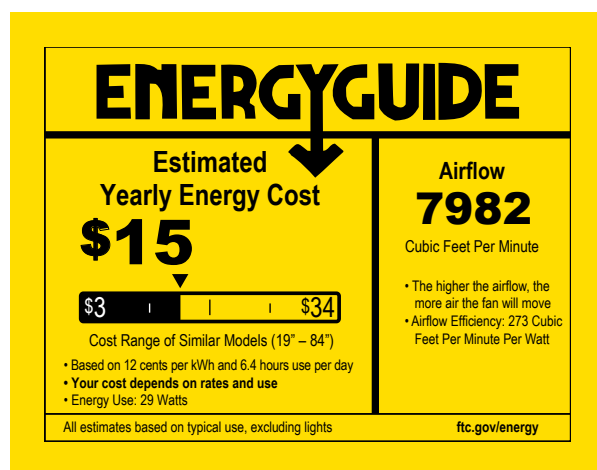 ENERGYGUIDE
Estimated
Yearly Energy Cost
$15
$3 $34
Cost Range of Similar Models (19” – 84”)
• Based on 12 cents per kWh and 6.4 hours use per day
• Your cost depends on rates and use
• Energy Use: 29 Watts
Airflow
7982
Cubic Feet Per Minute
• The higher the airflow, the
more air the fan will move
• Airflow Efficiency: 273 Cubic
Feet Per Minute Per Watt
All estimates based on typical use, excluding lights
ftc.gov/energy